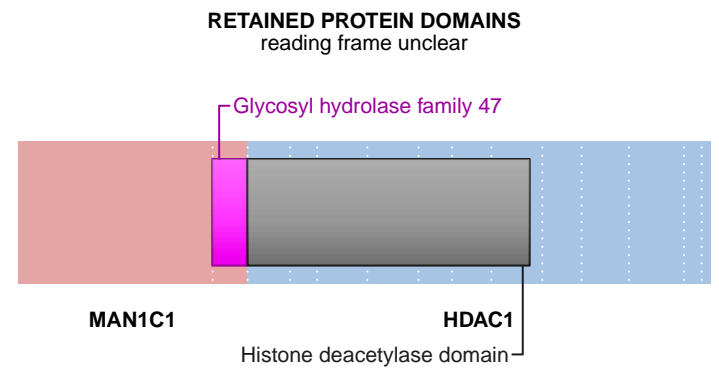 RETAINED PROTEIN DOMAINS
reading frame unclear
Glycosyl hydrolase family 47
MAN1C1
HDAC1
Histone deacetylase domain